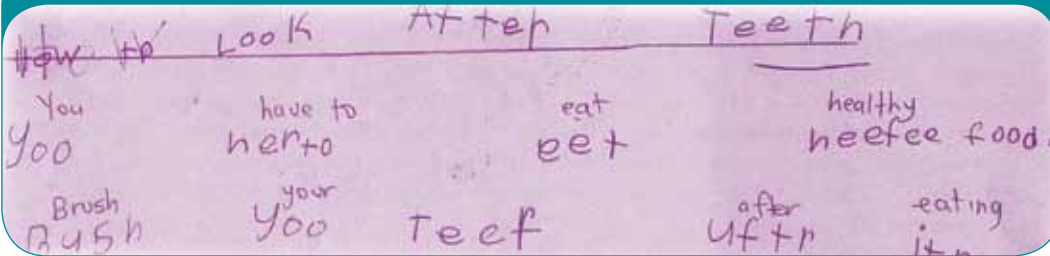 How to Look After Teeth
You have to eat healthy
Yoo herto eet heefee food.
Brush your after eating
Bush Yoo Teef uftr